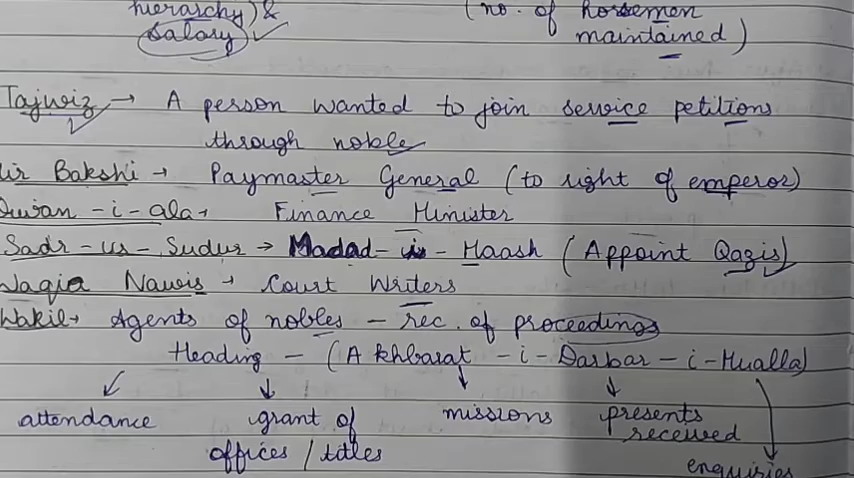 hierarchy) & (no. of horsemen
salary maintained)
Tajwiz → A person wanted to join service petitions
through noble
ir Bakshi → Paymaster General (to right of emperor)
Diwan-i-ala → Finance Minister
Sadr-us-Sudur → Madad-i-Maash (Appoint Qazis)
Waqia Nawis → Court Writers
Wakil → Agents of nobles - rec. of proceedings
Heading - (Akhbarat-i-Darbar-i-Mualla)
attendance grant of missions presents
offices / titles received
enquiries